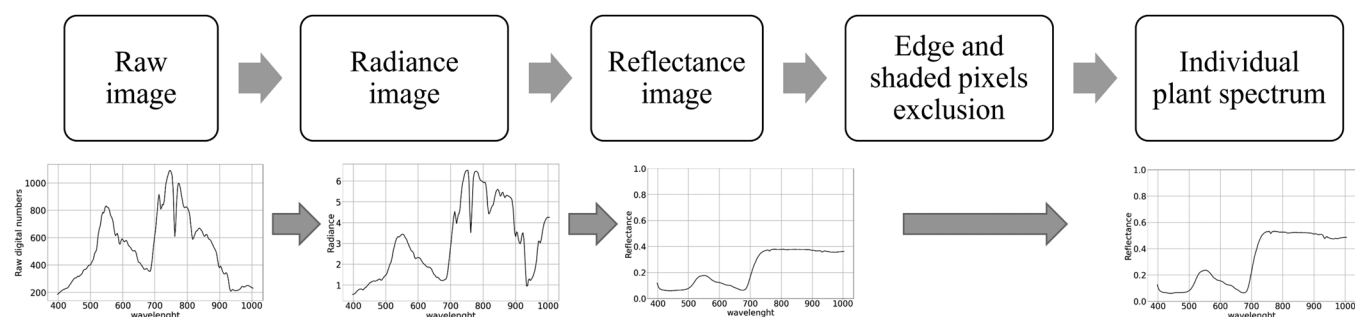 Raw
image
Radiance
image
Reflectance
image
Edge and
shaded pixels
exclusion
Individual
plant spectrum
Raw digital numbers
1000
800
600
400
200
400 500 600 700 800 900 1000
wavelenght
Radiance
6
5
4
3
2
1
400 500 600 700 800 900 1000
wavelenght
Reflectance
1.0
0.8
0.6
0.4
0.2
0.0
400 500 600 700 800 900 1000
wavelenght
Reflectance
1.0
0.8
0.6
0.4
0.2
0.0
400 500 600 700 800 900 1000
wavelenght